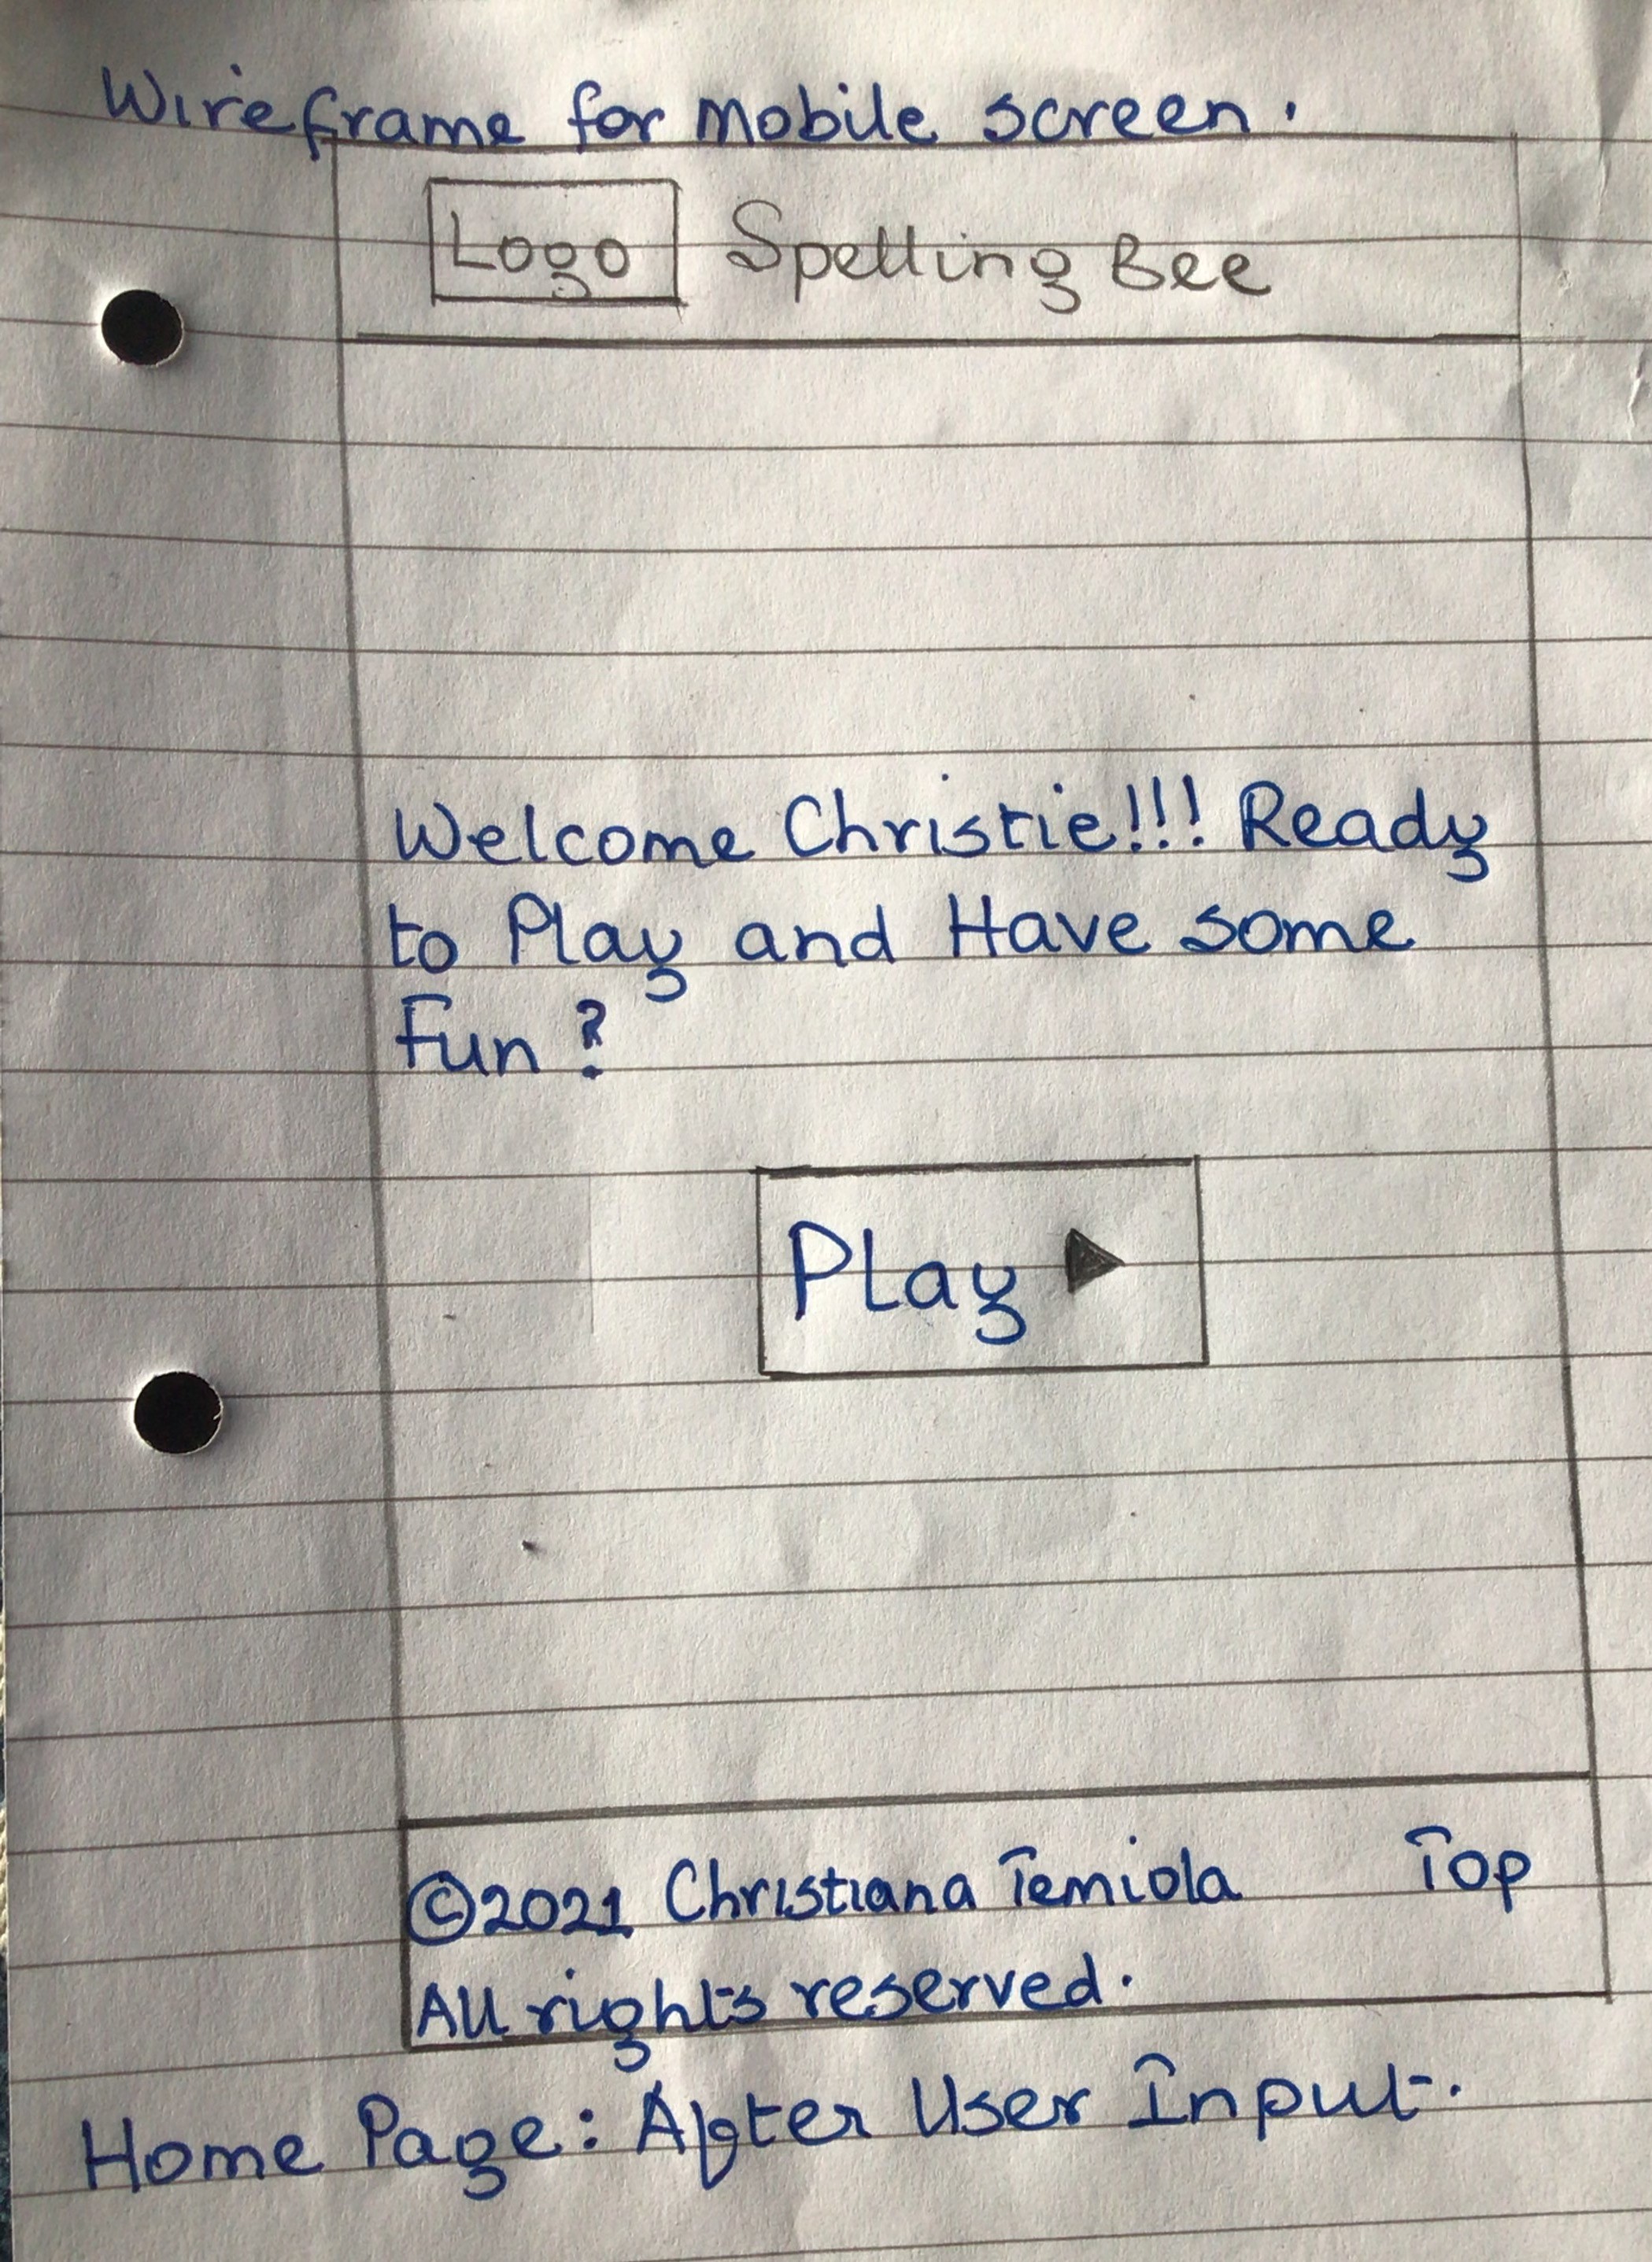 Wireframe for mobile screen.
Logo Spelling Bee
Welcome Christie!!! Ready
to Play and Have some
Fun ?
Play ▶
©2021 Christiana Temiola Top
All rights reserved.
Home Page: After User Input.